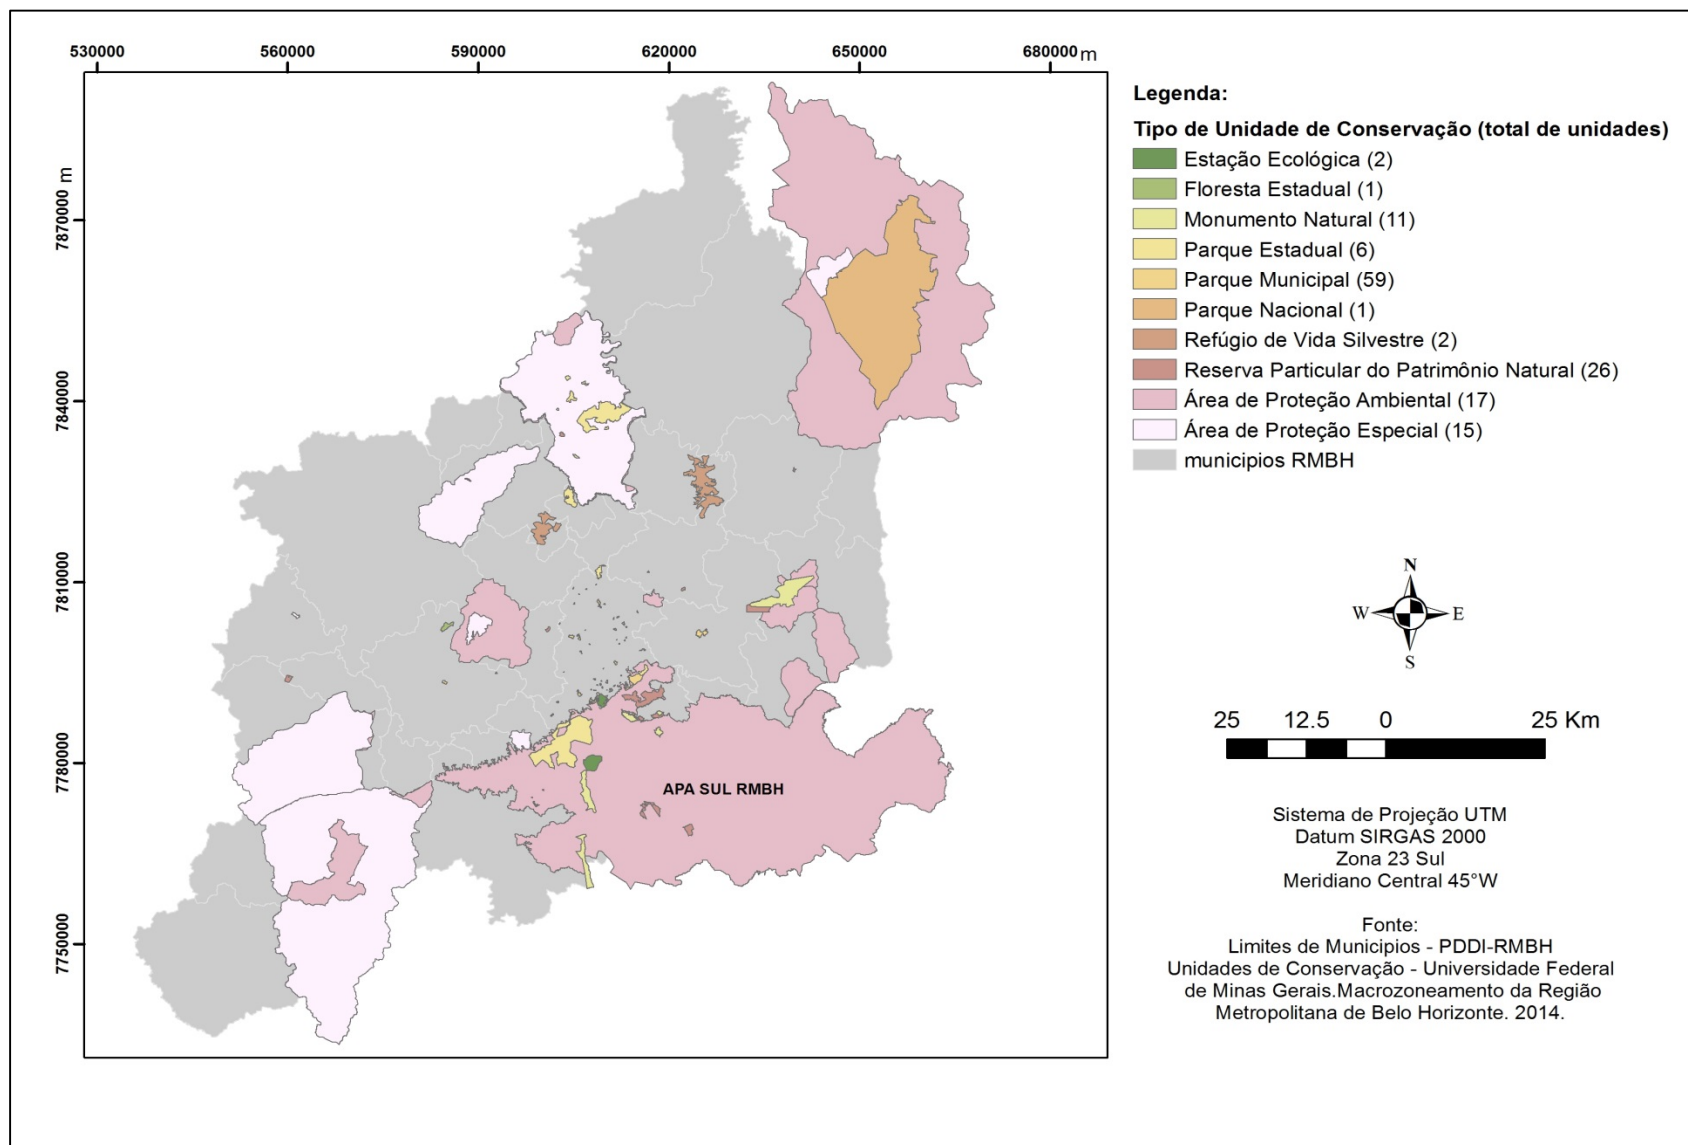 530000
560000
590000
620000
650000
680000 m
7870000 m
7840000
7810000
7780000
7750000
APA SUL RMBH
Legenda:
Tipo de Unidade de Conservação (total de unidades)
Estação Ecológica (2)
Floresta Estadual (1)
Monumento Natural (11)
Parque Estadual (6)
Parque Municipal (59)
Parque Nacional (1)
Refúgio de Vida Silvestre (2)
Reserva Particular do Patrimônio Natural (26)
Área de Proteção Ambiental (17)
Área de Proteção Especial (15)
municipios RMBH
N
W E
S
25 12.5 0 25 Km
Sistema de Projeção UTM
Datum SIRGAS 2000
Zona 23 Sul
Meridiano Central 45°W
Fonte:
Limites de Municipios - PDDI-RMBH
Unidades de Conservação - Universidade Federal
de Minas Gerais.Macrozoneamento da Região
Metropolitana de Belo Horizonte. 2014.